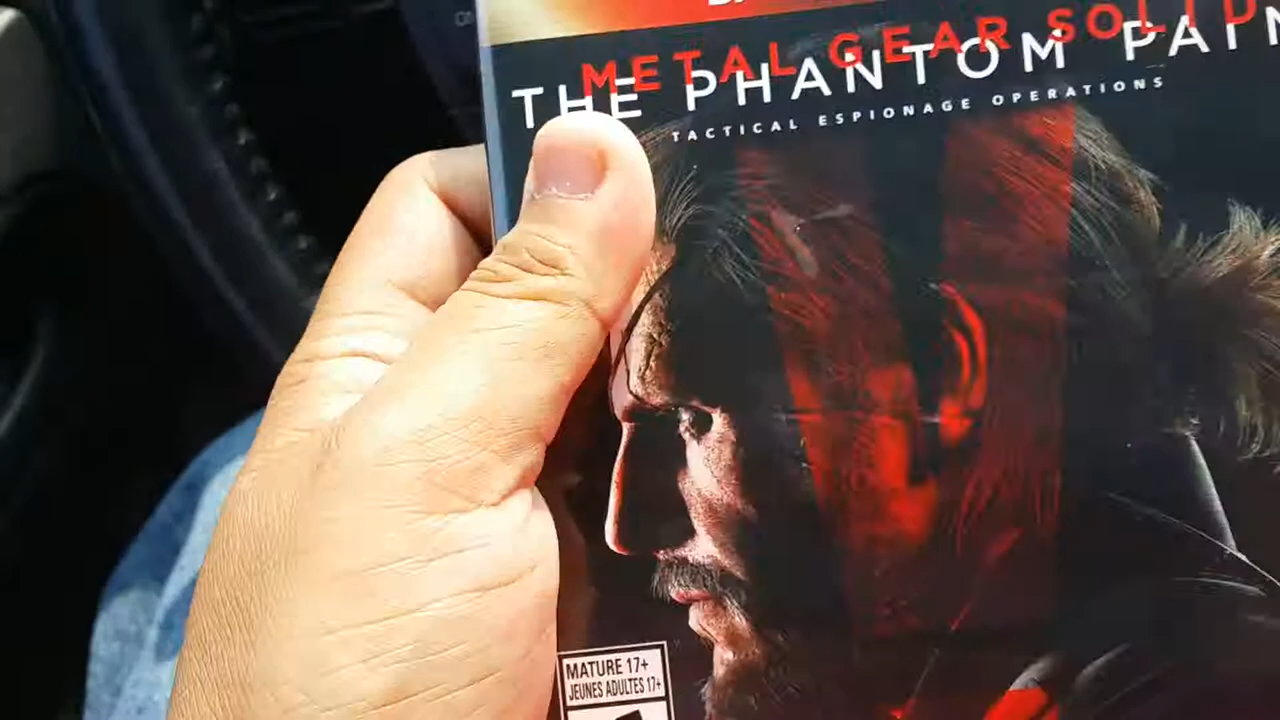 METAL GEAR SOLID
THE PHANTOM PAIN
TACTICAL ESPIONAGE OPERATIONS
MATURE 17+
JEUNES ADULTES 17+